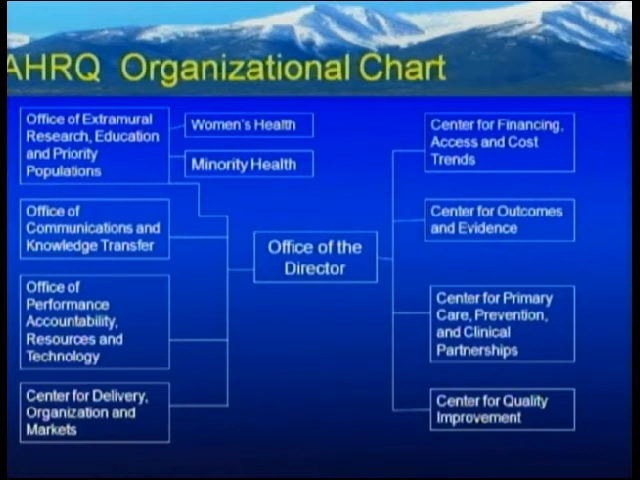 AHRQ Organizational Chart
Office of Extramural
Research, Education
and Priority
Populations
Women's Health
Minority Health
Office of
Communications and
Knowledge Transfer
Office of
Performance
Accountability,
Resources and
Technology
Center for Delivery,
Organization and
Markets
Office of the
Director
Center for Financing,
Access and Cost
Trends
Center for Outcomes
and Evidence
Center for Primary
Care, Prevention,
and Clinical
Partnerships
Center for Quality
Improvement